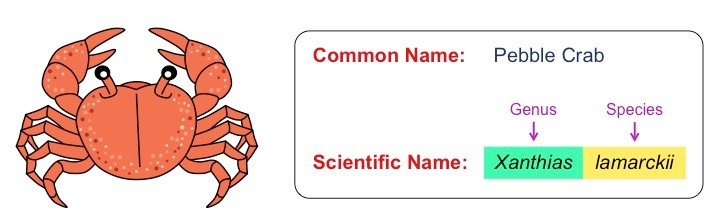 Common Name: Pebble Crab
Genus Species
Scientific Name: Xanthias lamarckii